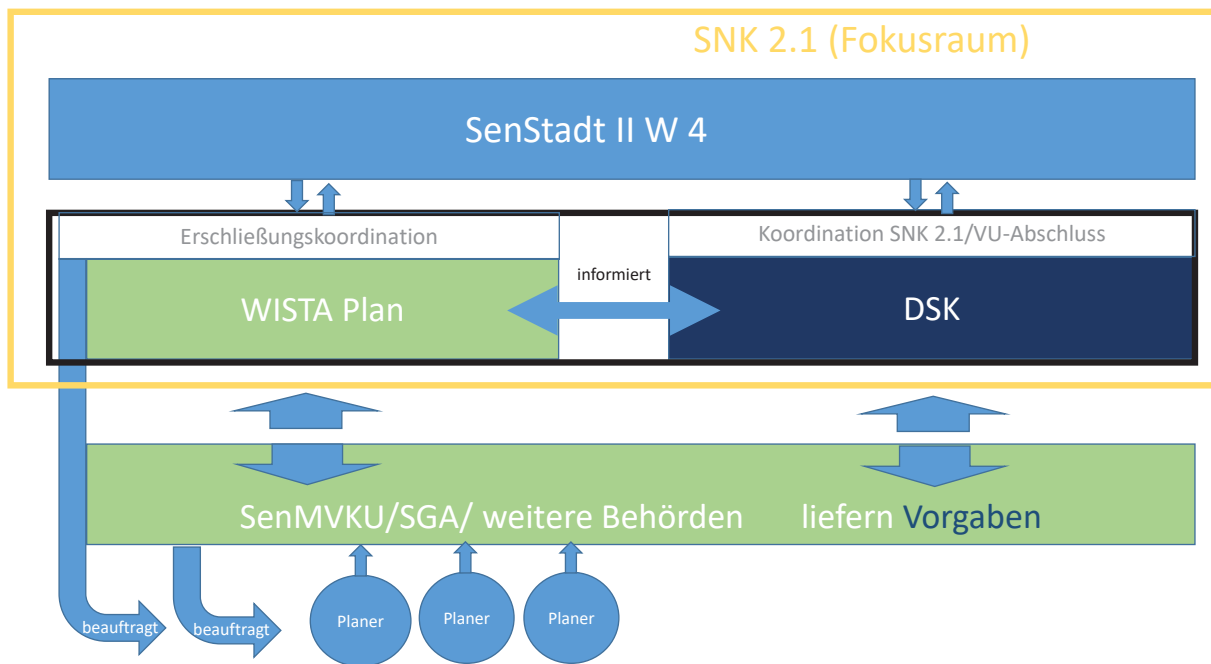 SNK 2.1 (Fokusraum)
SenStadt II W 4
Erschließungskoordination
Koordination SNK 2.1/VU-Abschluss
informiert
WISTA Plan
DSK
SenMVKU/SGA/ weitere Behörden liefern Vorgaben
beauftragt
beauftragt
Planer
Planer
Planer